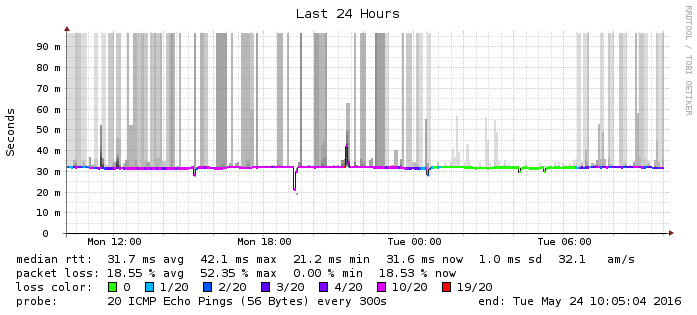 Last 24 Hours
RRDTOOL / TOBI OETIKER
Seconds
90 m
80 m
70 m
60 m
50 m
40 m
30 m
20 m
10 m
0
Mon 12:00 Mon 18:00 Tue 00:00 Tue 06:00
median rtt: 31.7 ms avg 42.1 ms max 21.2 ms min 31.6 ms now 1.0 ms sd 32.1 am/s
packet loss: 18.55 % avg 52.35 % max 0.00 % min 18.53 % now
loss color: 0 1/20 2/20 3/20 4/20 10/20 19/20
probe: 20 ICMP Echo Pings (56 Bytes) every 300s end: Tue May 24 10:05:04 2016